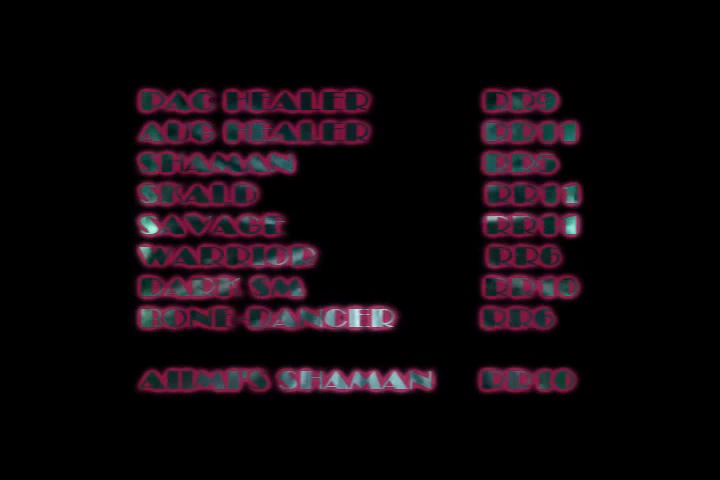 PAC HEALER RR9
AUG HEALER RR11
SHAMAN RR5
SKALD RR11
SAVAGE RR11
WARRIOR RR6
DARK SM RR10
BONE-DANCER RR6
SHAMAN RR10